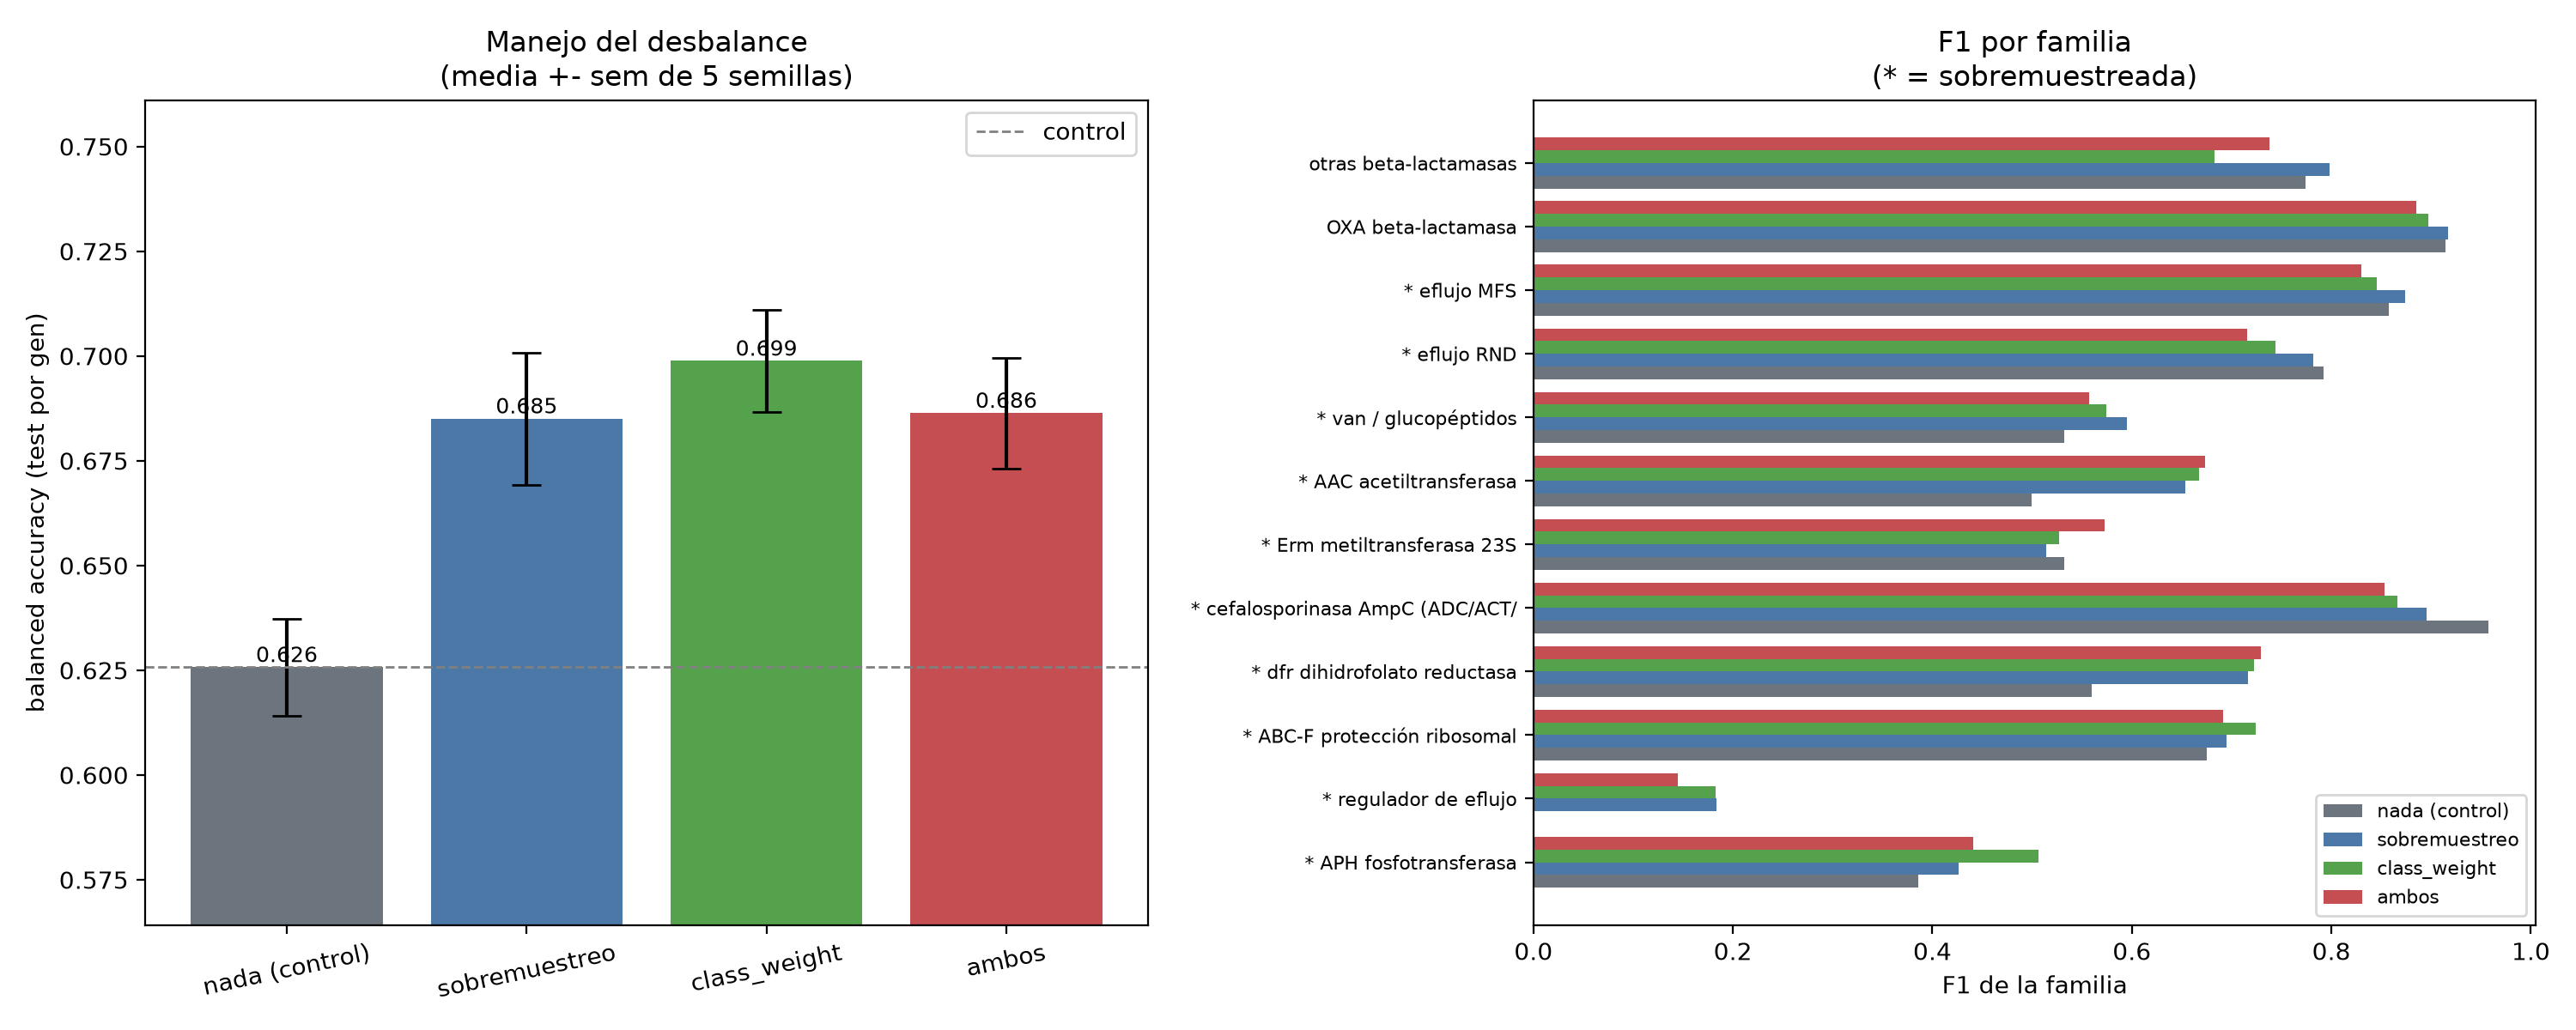 Manejo del desbalance
(media +- sem de 5 semillas)
control
balanced accuracy (test por gen)
0.750
0.725
0.700
0.675
0.650
0.625
0.600
0.575
0.626
0.685
0.699
0.686
nada (control)
sobremuestreo
class_weight
ambos
F1 por familia
(* = sobremuestreada)
otras beta-lactamasas
OXA beta-lactamasa
* eflujo MFS
* eflujo RND
* van / glucopéptidos
* AAC acetiltransferasa
* Erm metiltransferasa 23S
* cefalosporinasa AmpC (ADC/ACT/
* dfr dihidrofolato reductasa
* ABC-F protección ribosomal
* regulador de eflujo
* APH fosfotransferasa
nada (control)
sobremuestreo
class_weight
ambos
0.0
0.2
0.4
0.6
0.8
1.0
F1 de la familia